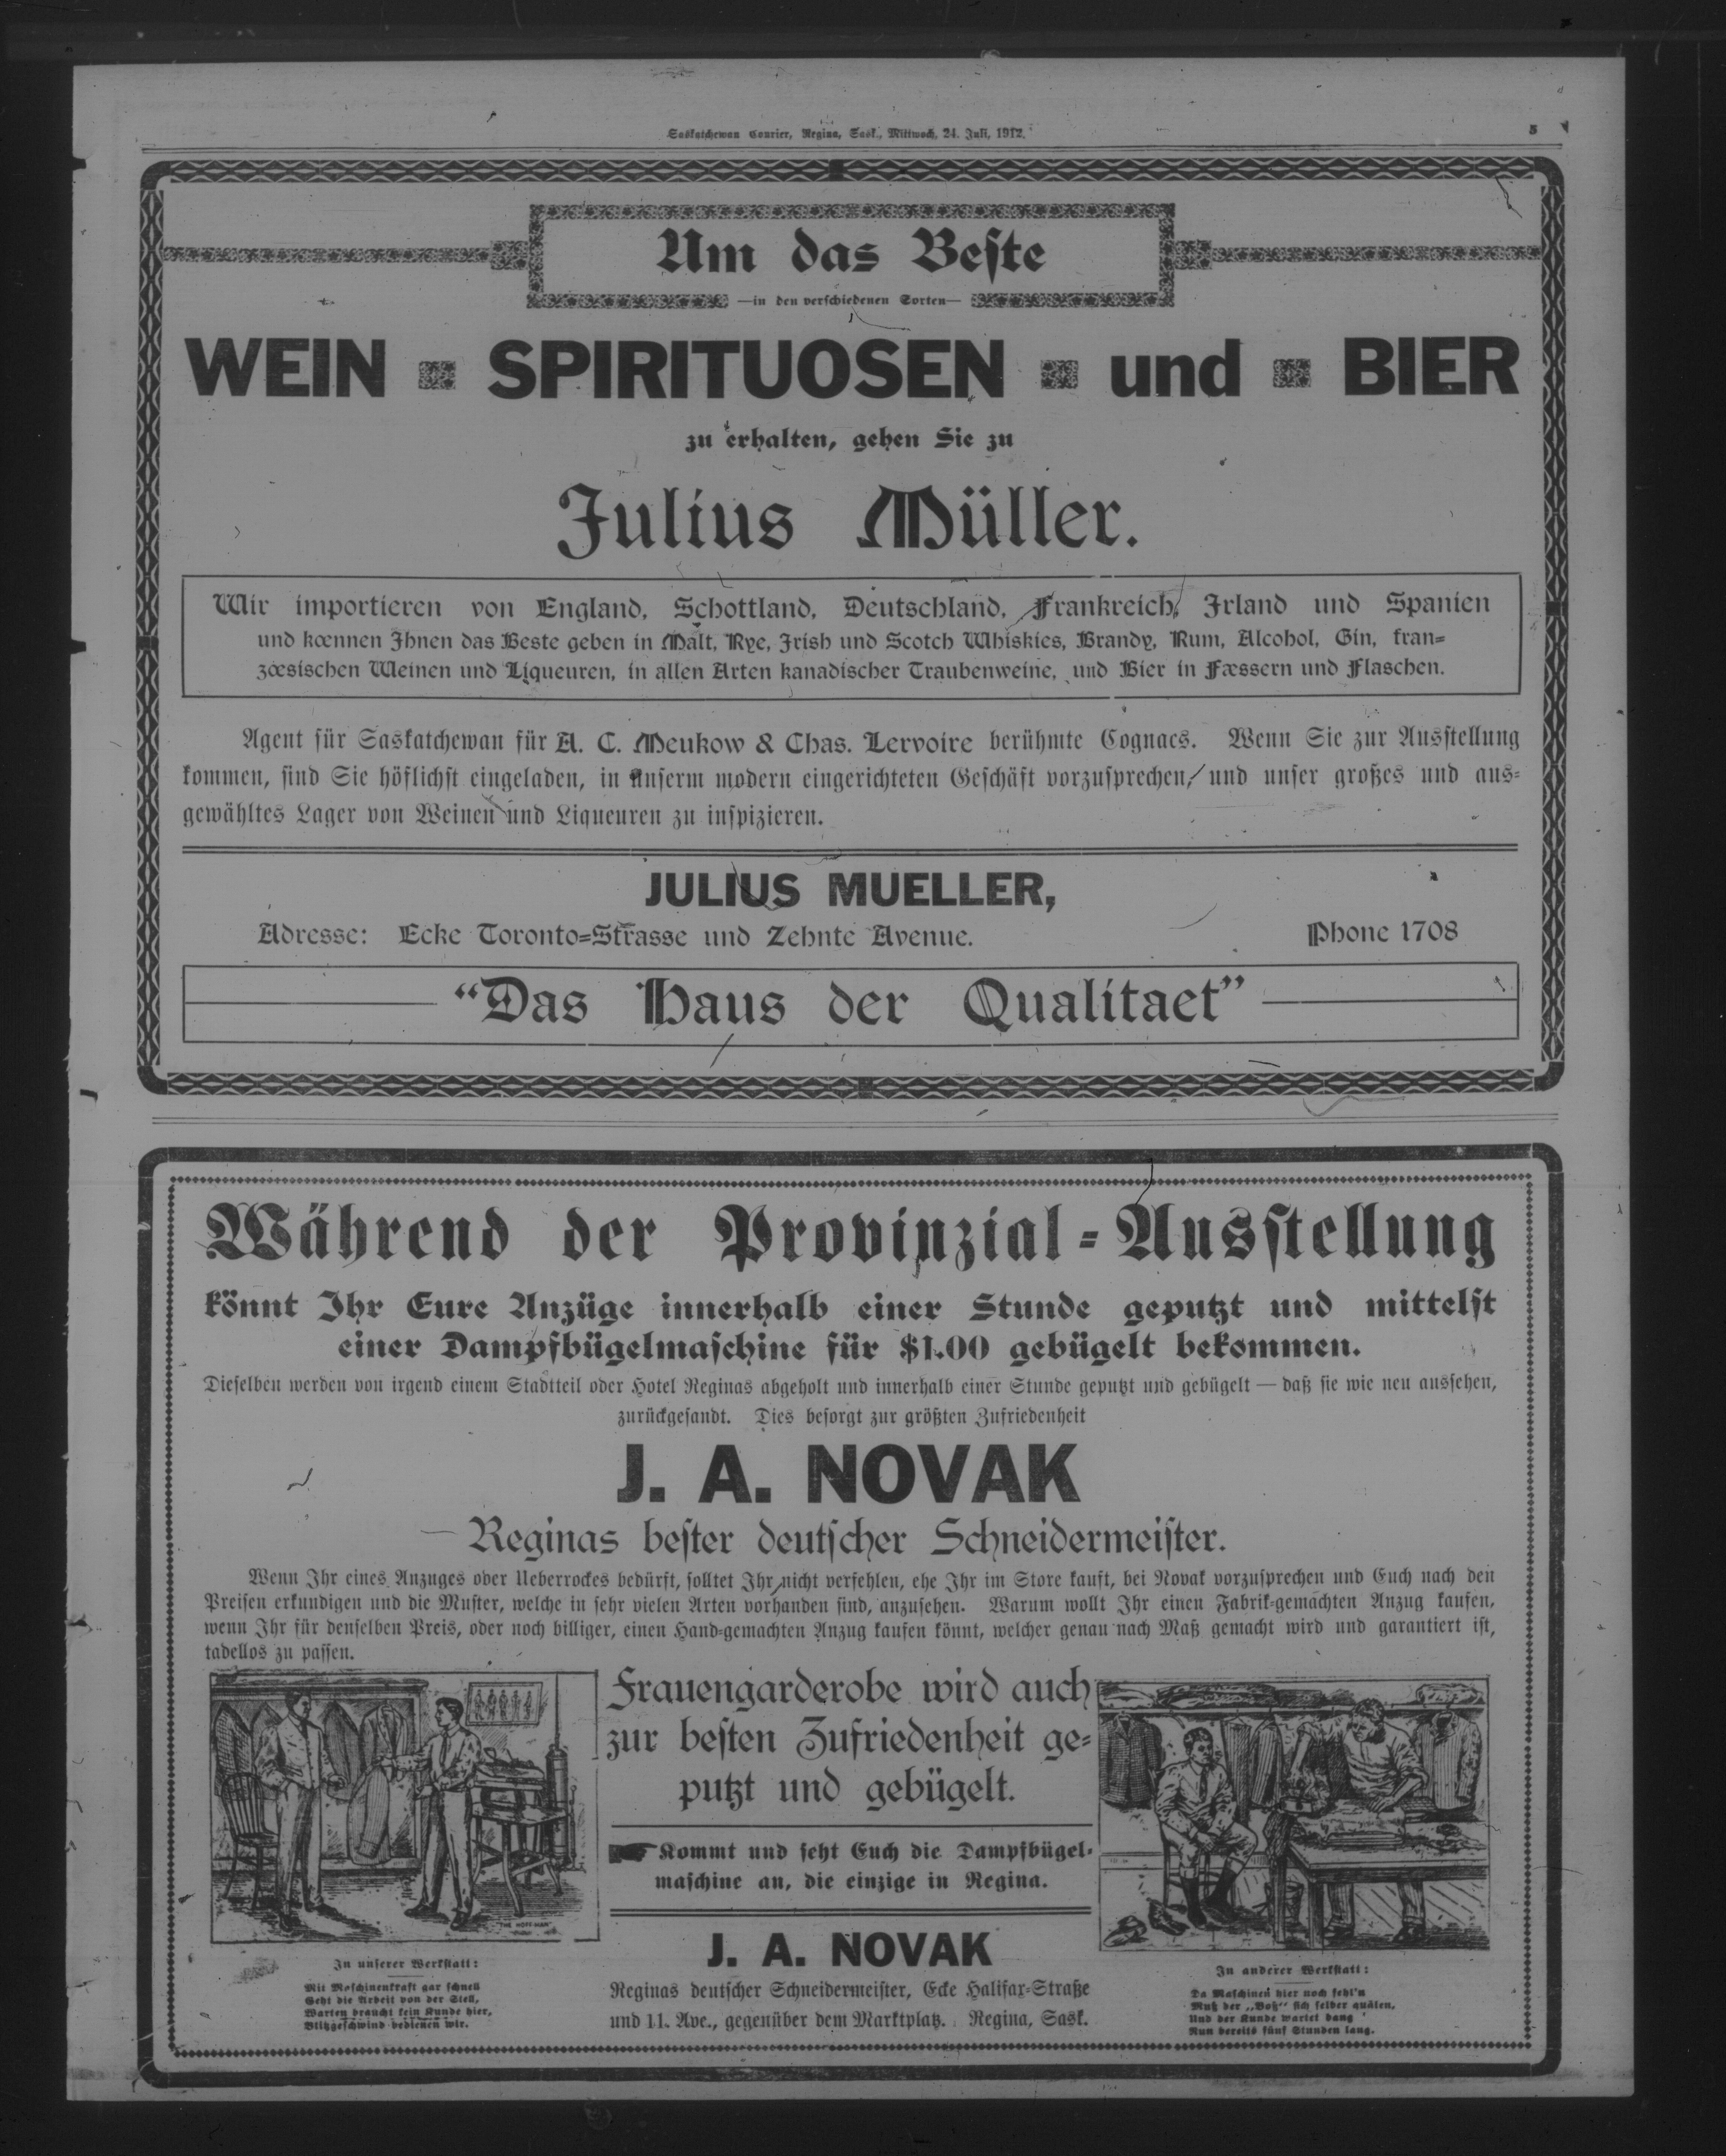 Saskatchewan Courier, Regina, Sask., Mittwoch, 24. Juli, 1912.
5
Um das Beste
—in den verschiedenen Sorten—
WEIN SPIRITUOSEN und BIER
zu erhalten, gehen Sie zu
Julius Müller.
Wir importieren von England, Schottland, Deutschland, Frankreich, Irland und Spanien
und kœnnen Ihnen das Beste geben in Malt, Rye, Irish und Scotch Whiskies, Brandy, Rum, Alcohol, Gin, fran=
zœsischen Weinen und Liqueuren, in allen Arten kanadischer Traubenweine, und Bier in Fæssern und Flaschen.
Agent für Saskatchewan für A. C. Meukow & Chas. Lervoire berühmte Cognacs. Wenn Sie zur Ausstellung
kommen, sind Sie höflichst eingeladen, in unserm modern eingerichteten Geschäft vorzusprechen, und unser großes und aus=
gewähltes Lager von Weinen und Liqueuren zu inspizieren.
JULIUS MUELLER,
Adresse: Ecke Toronto=Strasse und Zehnte Avenue. Phone 1708
“Das Haus der Qualitaet”
Während der Provinzial=Ausstellung
könnt Ihr Eure Anzüge innerhalb einer Stunde geputzt und mittelst
einer Dampfbügelmaschine für $1.00 gebügelt bekommen.
Dieselben werden von irgend einem Stadtteil oder Hotel Reginas abgeholt und innerhalb einer Stunde geputzt und gebügelt — daß sie wie neu aussehen,
zurückgesandt. Dies besorgt zur größten Zufriedenheit
J. A. NOVAK
Reginas bester deutscher Schneidermeister.
Wenn Ihr eines Anzuges oder Ueberrockes bedürft, solltet Ihr nicht verfehlen, ehe Ihr im Store kauft, bei Novak vorzusprechen und Euch nach den
Preisen erkundigen und die Muster, welche in sehr vielen Arten vorhanden sind, anzusehen. Warum wollt Ihr einen Fabrik-gemachten Anzug kaufen,
wenn Ihr für denselben Preis, oder noch billiger, einen Hand-gemachten Anzug kaufen könnt, welcher genau nach Maß gemacht wird und garantiert ist,
tadellos zu passen.
Frauengarderobe wird auch
zur besten Zufriedenheit ge=
putzt und gebügelt.
Kommt und seht Euch die Dampfbügel-
maschine an, die einzige in Regina.
J. A. NOVAK
Reginas deutscher Schneidermeister, Ecke Halifax-Straße
und 11. Ave., gegenüber dem Marktplatz. Regina, Sask.
"THE HOFF-MAN"
In unserer Werkstatt:
Mit Maschinenkraft gar schnell
Geht die Arbeit von der Stell,
Warten braucht kein Kunde hier,
Blitzgeschwind bedienen wir.
In anderer Werkstatt:
Da Maschinen hier noch fehl'n
Muß der „Boß“ sich selber quälen,
Und der Kunde wartet bang
Nun bereits fünf Stunden lang.